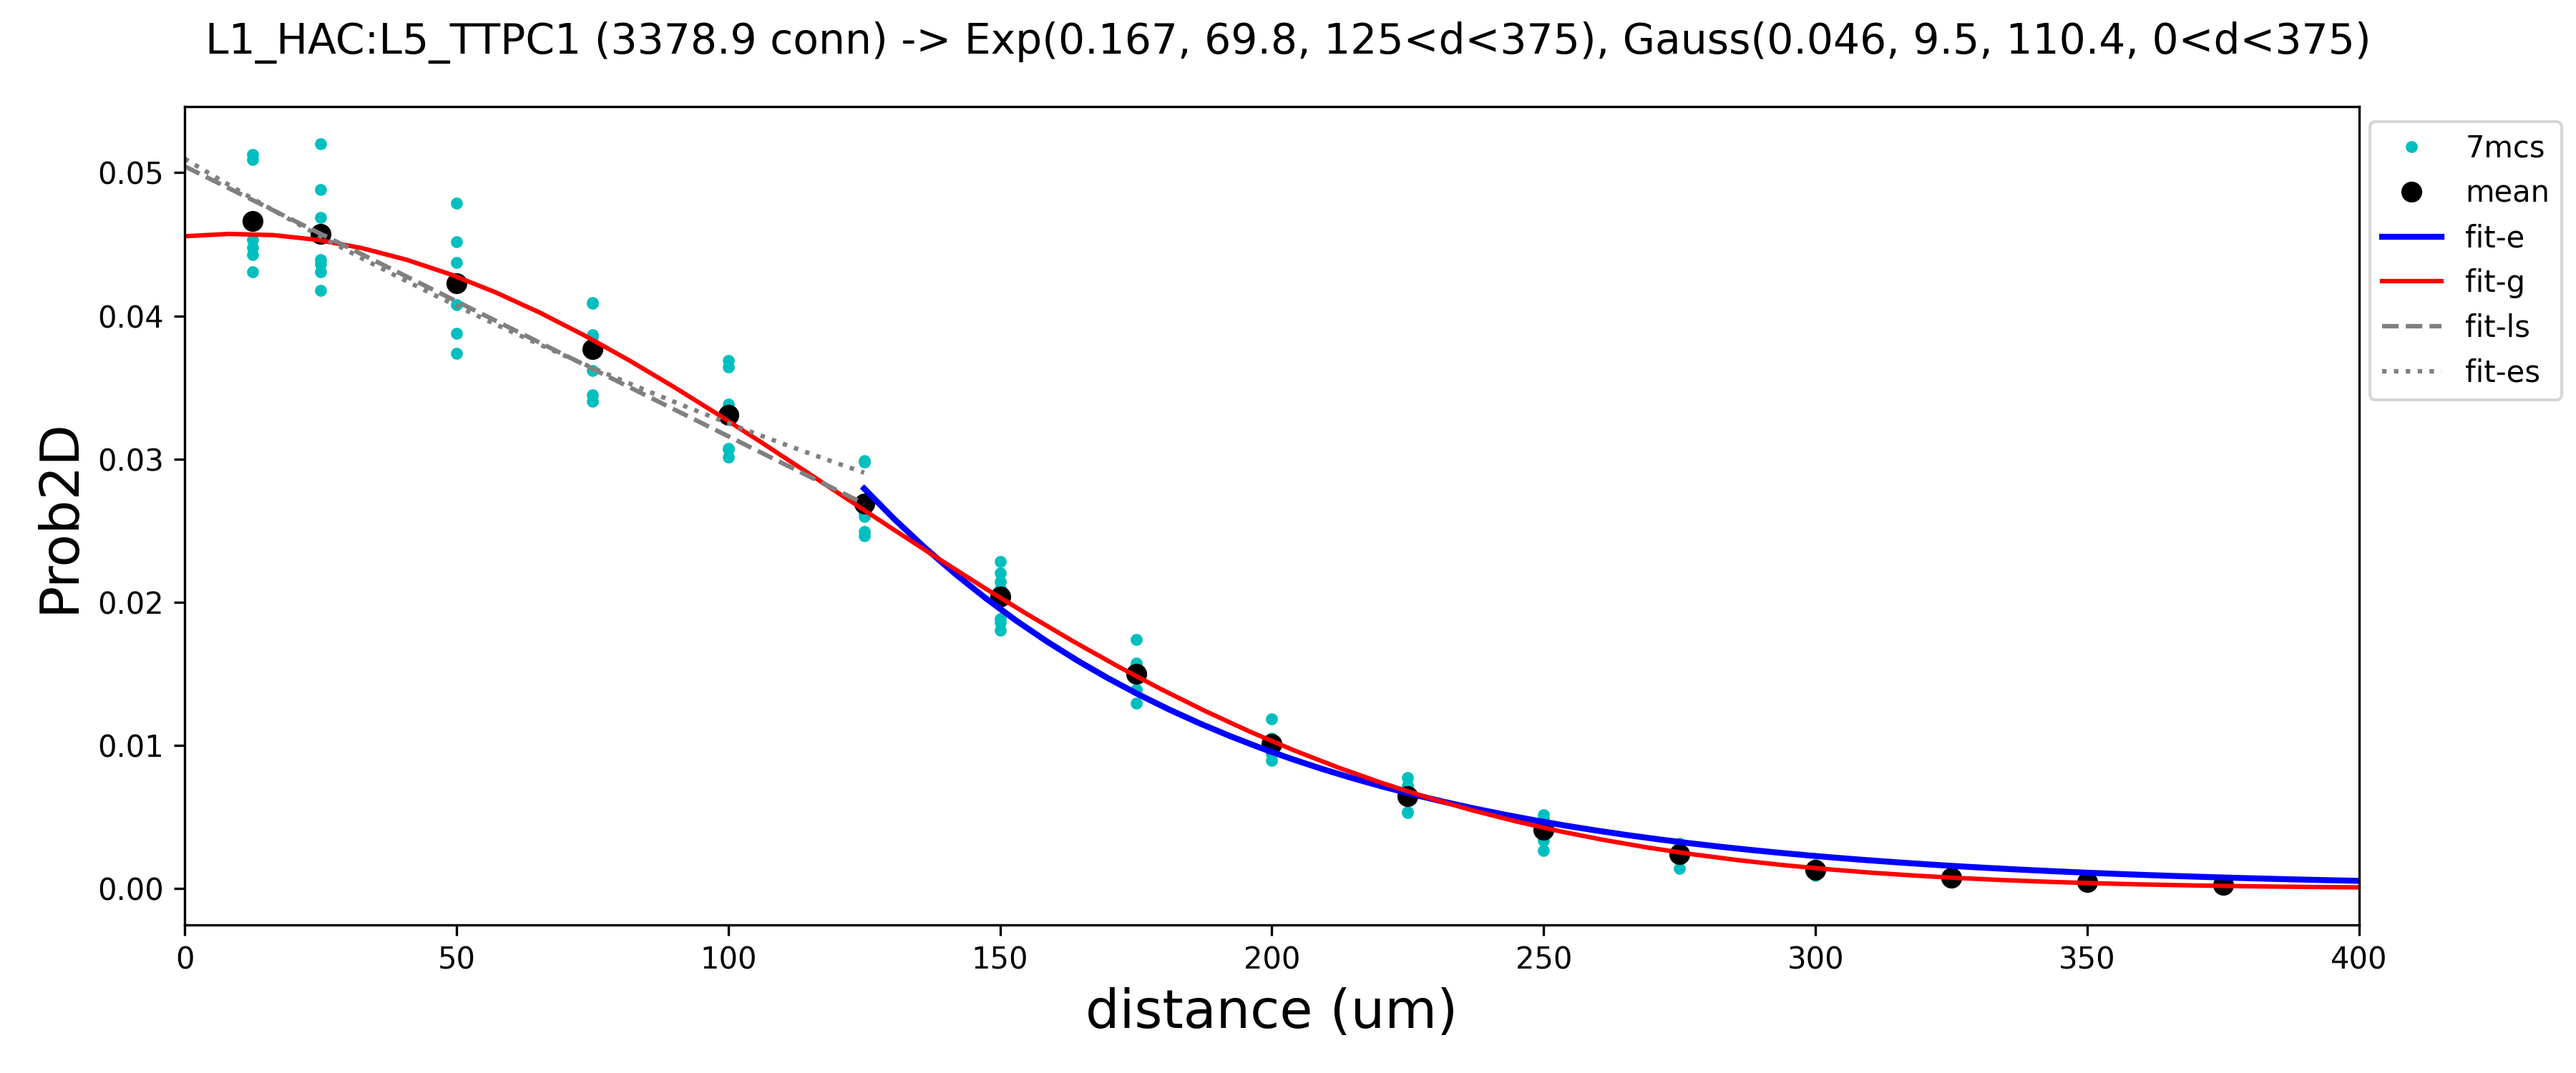 L1_HAC:L5_TTPC1 (3378.9 conn) -> Exp(0.167, 69.8, 125<d<375), Gauss(0.046, 9.5, 110.4, 0<d<375)
7mcs
mean
fit-e
fit-g
fit-ls
fit-es
Prob2D
0.05
0.04
0.03
0.02
0.01
0.00
0 50 100 150 200 250 300 350 400
distance (um)